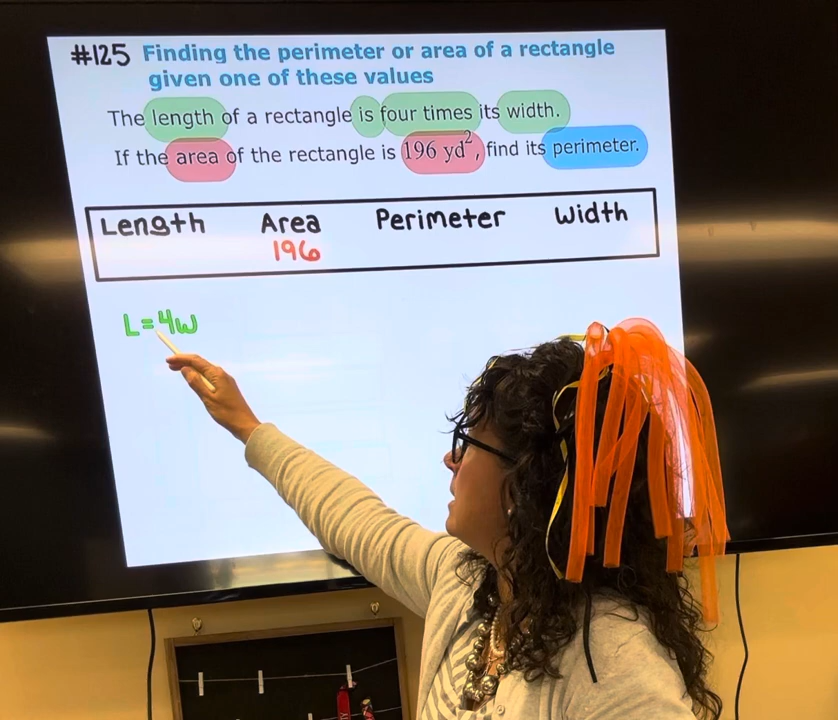 #125 Finding the perimeter or area of a rectangle
given one of these values
The length of a rectangle is four times its width.
If the area of the rectangle is 196 yd², find its perimeter.
Length Area Perimeter Width
196
L=4W